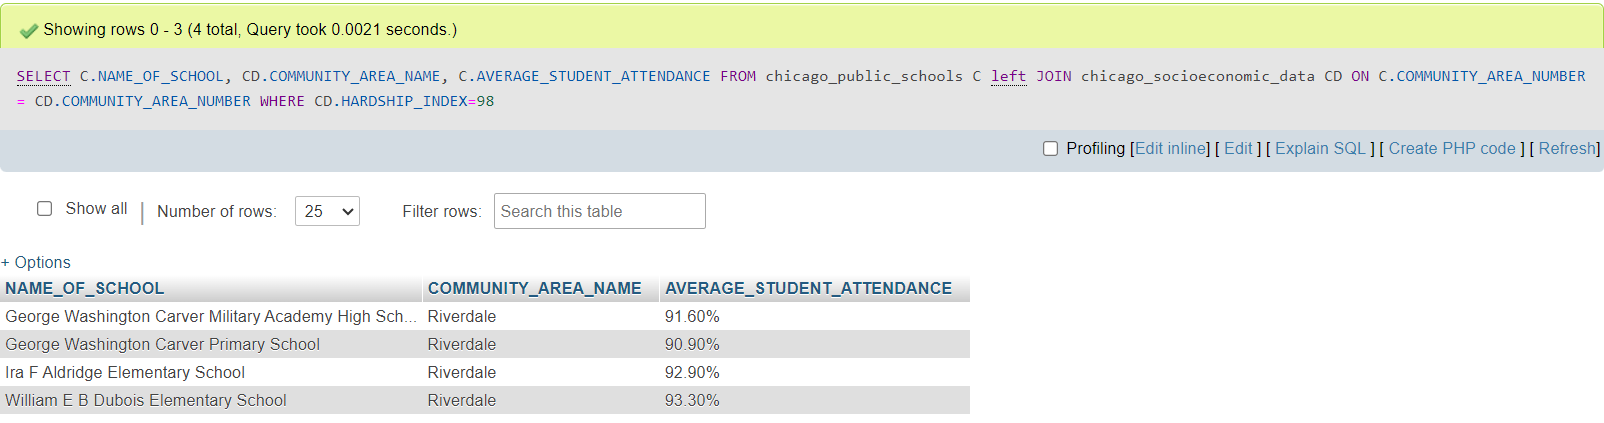 Showing rows 0 - 3 (4 total, Query took 0.0021 seconds.)
SELECT C.NAME_OF_SCHOOL, CD.COMMUNITY_AREA_NAME, C.AVERAGE_STUDENT_ATTENDANCE FROM chicago_public_schools C left JOIN chicago_socioeconomic_data CD ON C.COMMUNITY_AREA_NUMBER
= CD.COMMUNITY_AREA_NUMBER WHERE CD.HARDSHIP_INDEX=98
Profiling [Edit inline] [ Edit ] [ Explain SQL ] [ Create PHP code ] [ Refresh]
Show all | Number of rows: 25 Filter rows: Search this table
+ Options
NAME_OF_SCHOOL COMMUNITY_AREA_NAME AVERAGE_STUDENT_ATTENDANCE
George Washington Carver Military Academy High Sch... Riverdale 91.60%
George Washington Carver Primary School Riverdale 90.90%
Ira F Aldridge Elementary School Riverdale 92.90%
William E B Dubois Elementary School Riverdale 93.30%